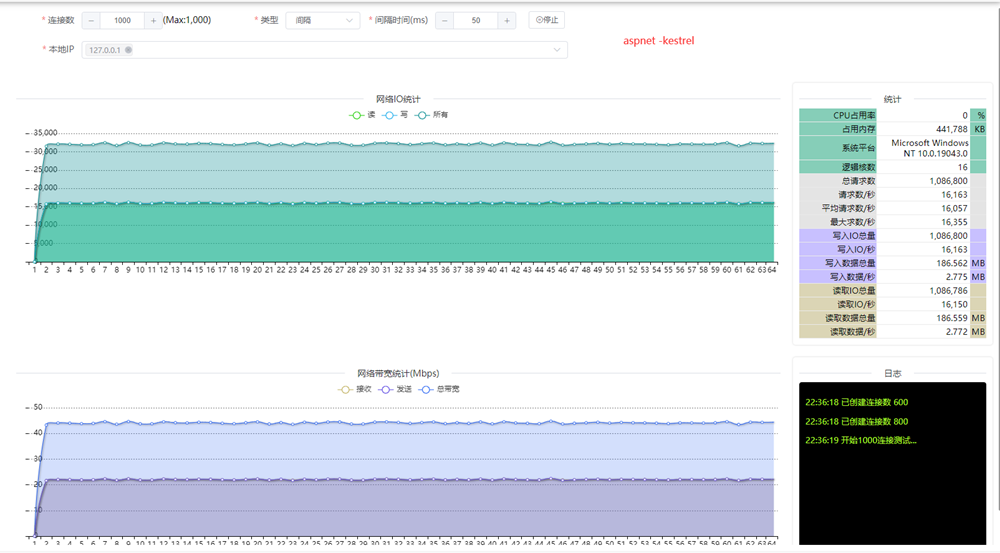 * 连接数 − 1000 + (Max:1,000) * 类型 间隔 * 间隔时间(ms) − 50 + 停止
* 本地IP 127.0.0.1
aspnet -kestrel
网络IO统计
读 写 所有
35,000
30,000
25,000
20,000
15,000
10,000
5,000
0
1 2 3 4 5 6 7 8 9 10 11 12 13 14 15 16 17 18 19 20 21 22 23 24 25 26 27 28 29 30 31 32 33 34 35 36 37 38 39 40 41 42 43 44 45 46 47 48 49 50 51 52 53 54 55 56 57 58 59 60 61 62 63 64
统计
CPU占用率 0 %
占用内存 441,788 KB
系统平台 Microsoft Windows
NT 10.0.19043.0
逻辑核数 16
总请求数 1,086,800
请求数/秒 16,163
平均请求数/秒 16,057
最大求数/秒 16,355
写入IO总量 1,086,800
写入IO/秒 16,163
写入数据总量 186.562 MB
写入数据/秒 2.775 MB
读取IO总量 1,086,786
读取IO/秒 16,150
读取数据总量 186.559 MB
读取数据/秒 2.772 MB
网络带宽统计(Mbps)
接收 发送 总带宽
50
40
30
20
10
0
1 2 3 4 5 6 7 8 9 10 11 12 13 14 15 16 17 18 19 20 21 22 23 24 25 26 27 28 29 30 31 32 33 34 35 36 37 38 39 40 41 42 43 44 45 46 47 48 49 50 51 52 53 54 55 56 57 58 59 60 61 62 63 64
日志
22:36:18 已创建连接数 600
22:36:18 已创建连接数 800
22:36:19 开始1000连接测试...